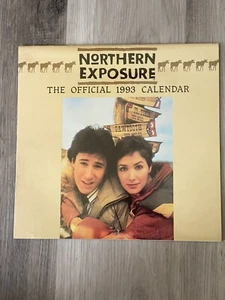 NORTHERN
EXPOSURE
THE OFFICIAL 1993 CALENDAR